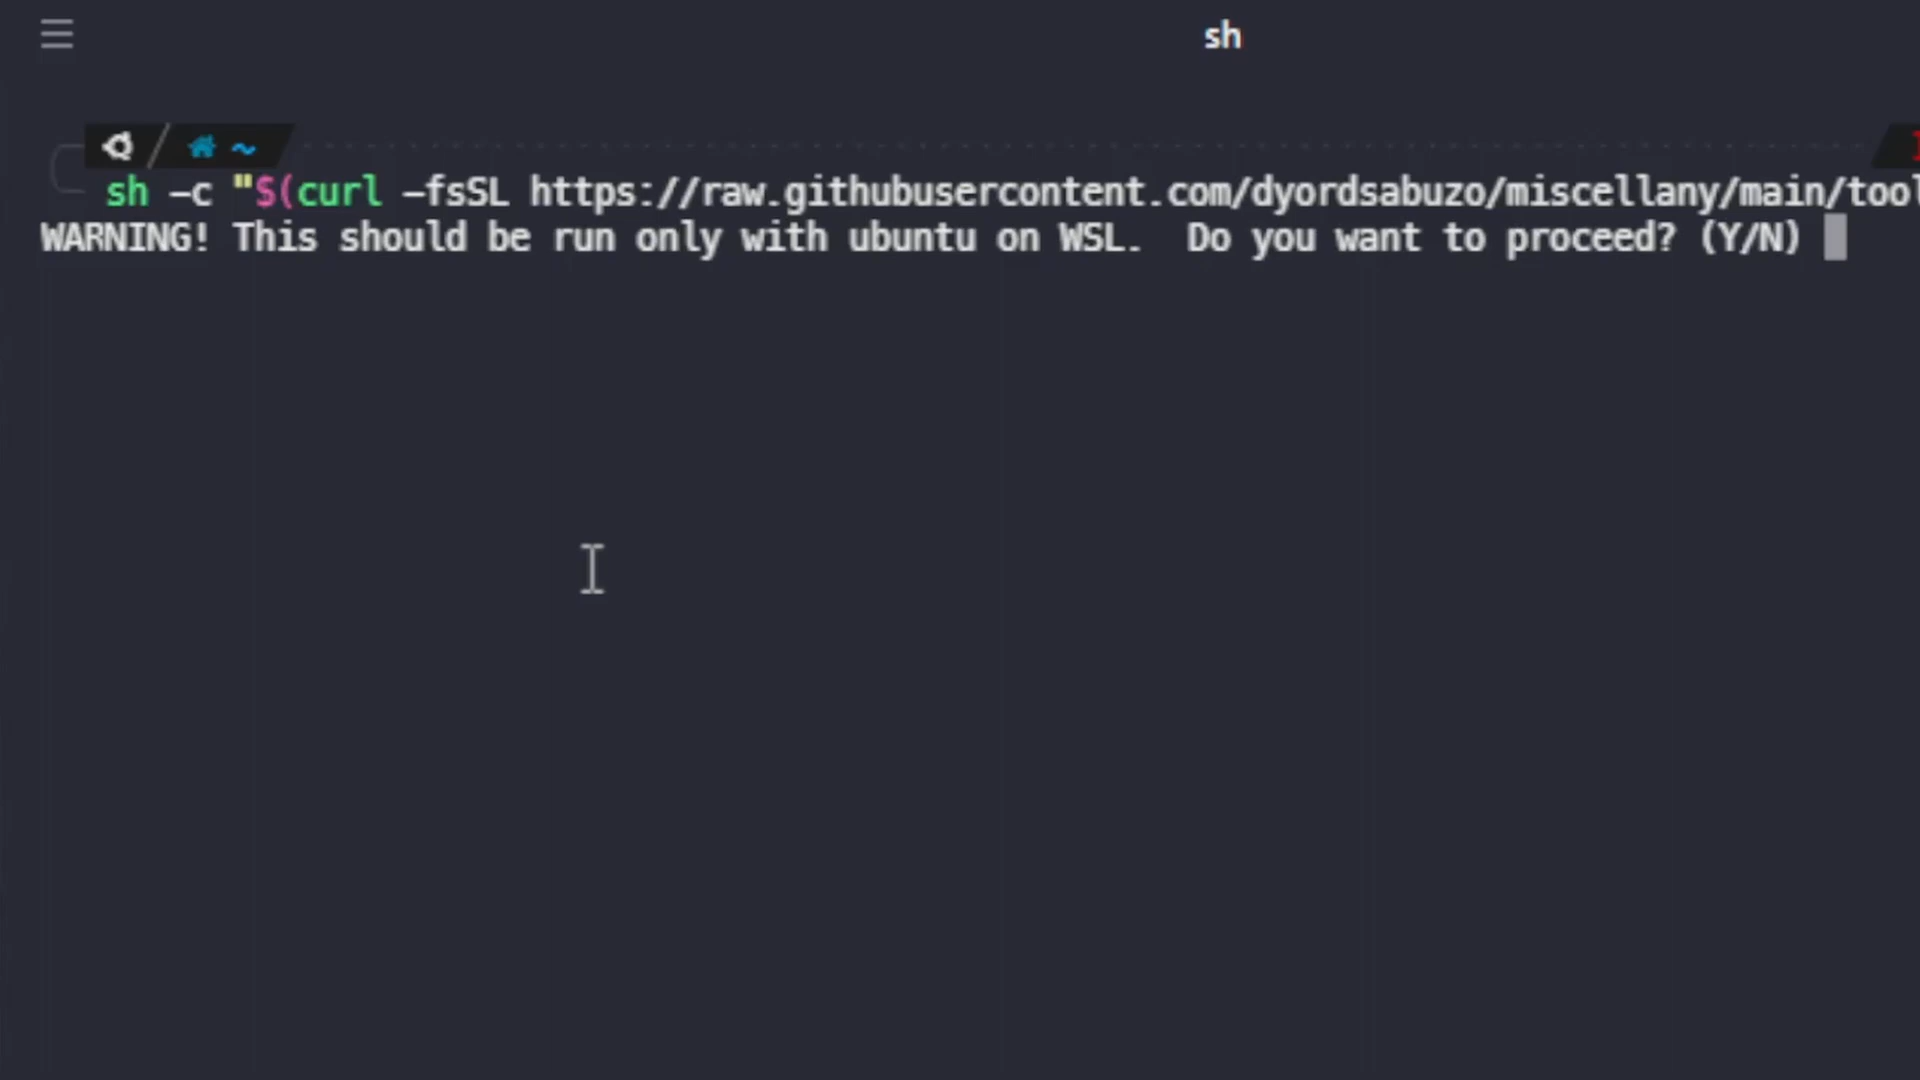 sh
~
sh -c "$(curl -fsSL https://raw.githubusercontent.com/dyordsabuzo/miscellany/main/tool
WARNING! This should be run only with ubuntu on WSL.  Do you want to proceed? (Y/N)